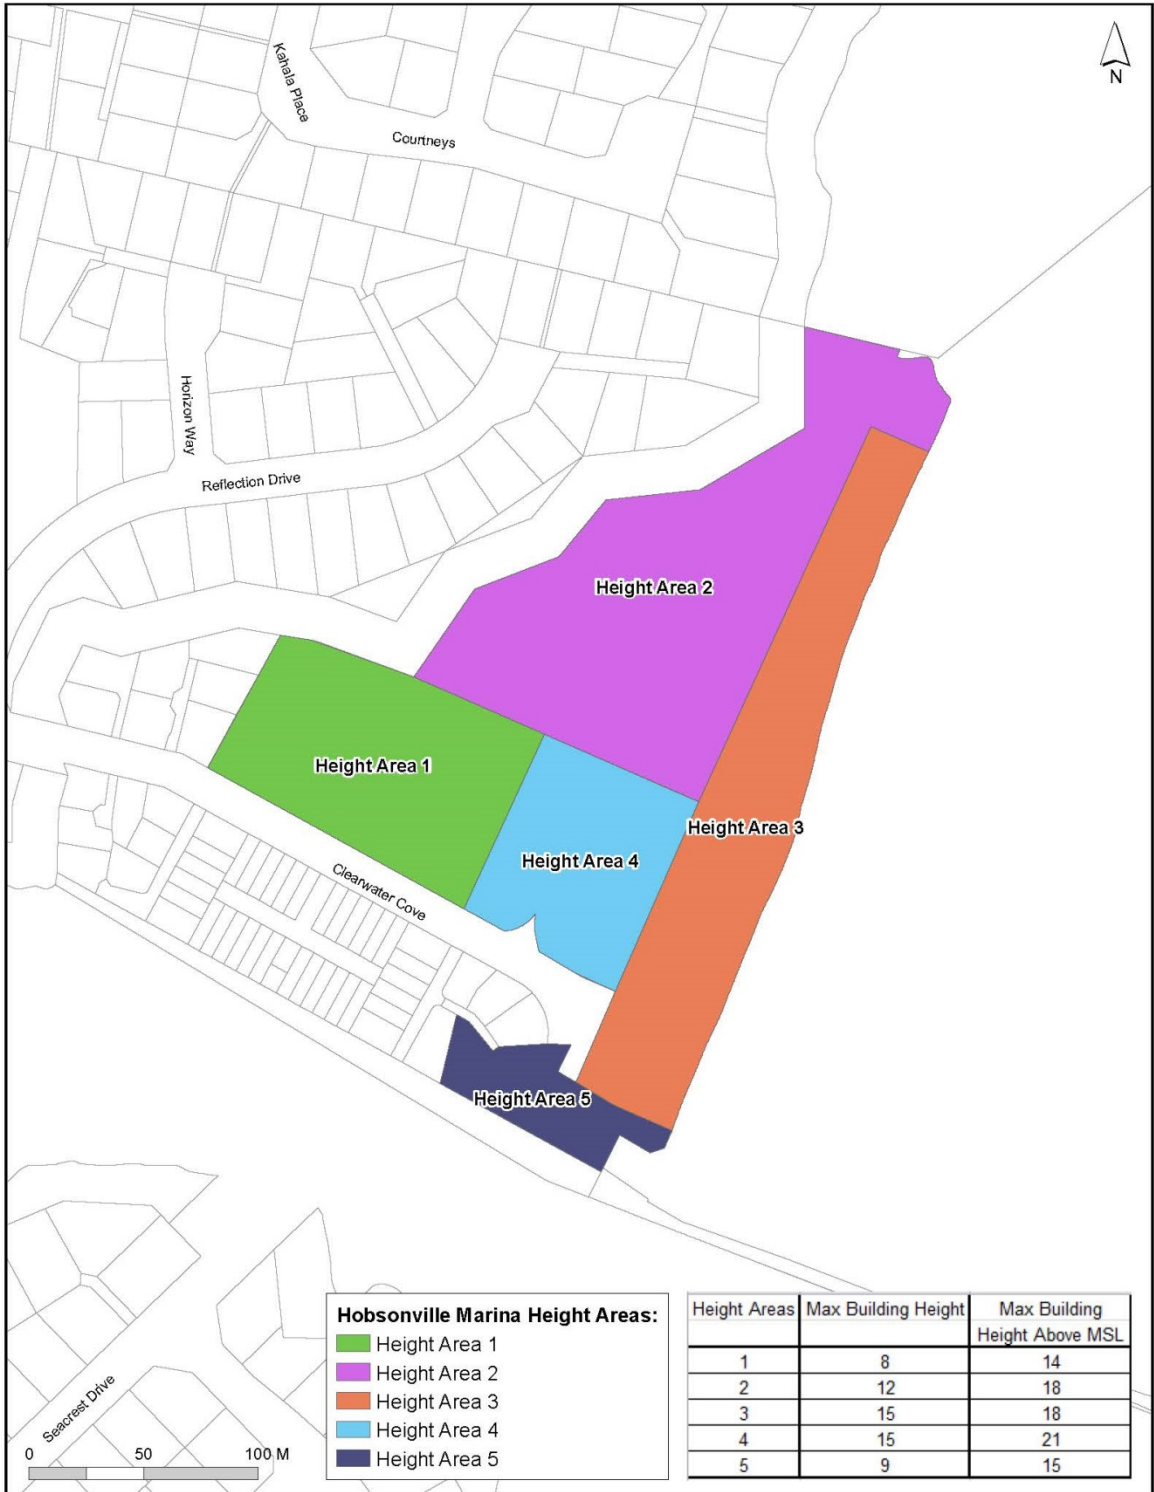 N
Kahala Place
Courtneys
Horizon Way
Reflection Drive
Height Area 2
Height Area 1
Height Area 3
Height Area 4
Clearwater Cove
Height Area 5
Seacrest Drive
0 50 100 M
Hobsonville Marina Height Areas:
Height Area 1
Height Area 2
Height Area 3
Height Area 4
Height Area 5
Height Areas Max Building Height Max Building
Height Above MSL
1 8 14
2 12 18
3 15 18
4 15 21
5 9 15